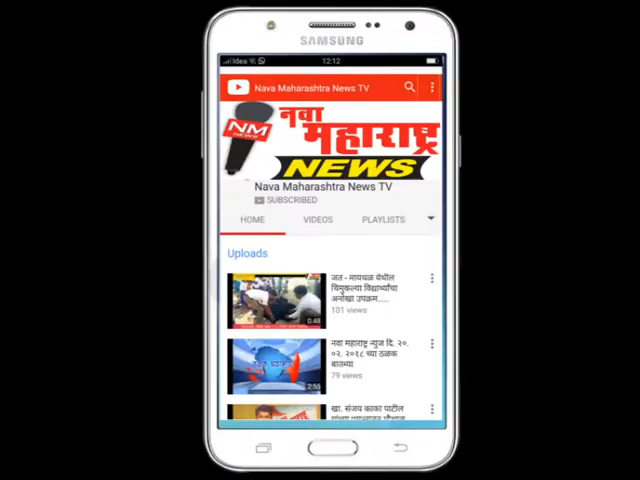 SAMSUNG
Idea
12:12
Nava Maharashtra News TV
नवा
महाराष्ट्र
NM
NEWS
NEWS
Nava Maharashtra News TV
SUBSCRIBED
HOME VIDEOS PLAYLISTS
Uploads
जत - मायथळ येथील
चिमुकल्या विद्यार्थ्यांचा
अनोखा उपक्रम.....
101 views
0:48
नवा महाराष्ट्र न्युज दि. २०.
०२. २०१८ च्या ठळक
बातम्या
79 views
2:55
खा. संजय काका पाटील